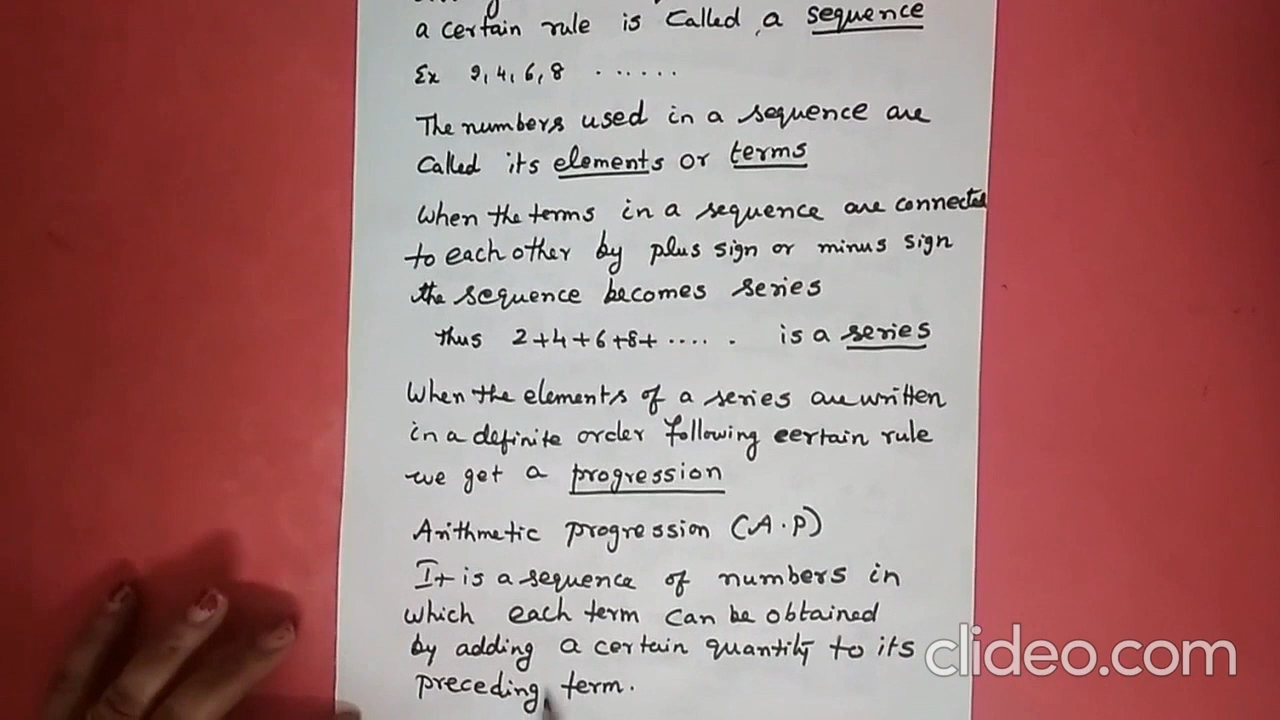 a certain rule is called a sequence
Ex 2, 4, 6, 8 ......
The numbers used in a sequence are
called its elements or terms
When the terms in a sequence are connected
to each other by plus sign or minus sign
the sequence becomes series
Thus 2+4+6+8+ ..... is a series
When the elements of a series are written
in a definite order following certain rule
we get a progression
Arithmetic progression (A.P)
It is a sequence of numbers in
which each term can be obtained
by adding a certain quantity to its
preceding term.
clideo.com